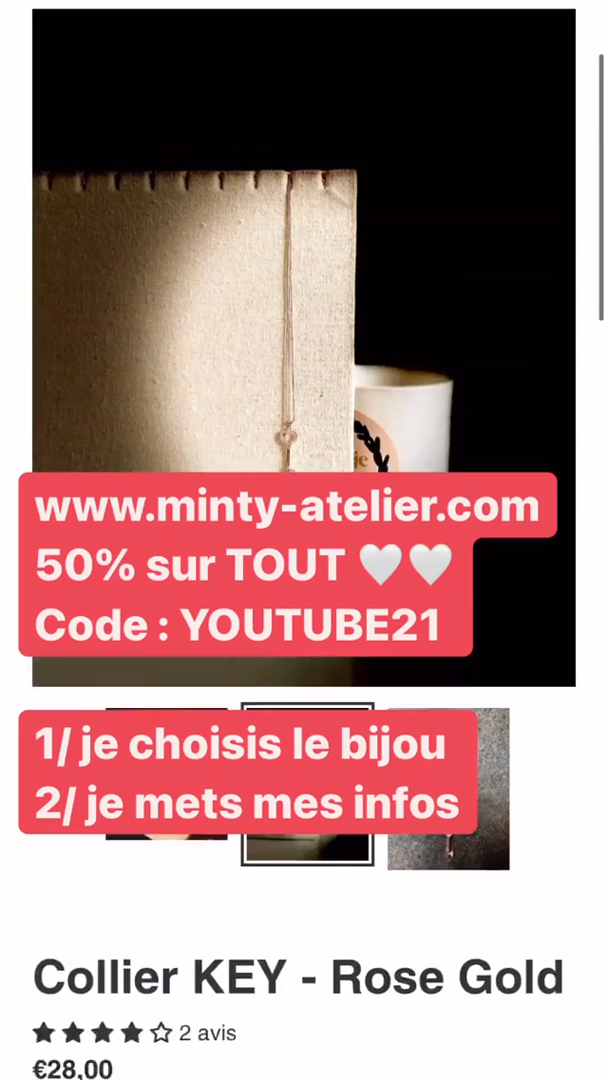 je
www.minty-atelier.com
50% sur TOUT 🤍🤍
Code : YOUTUBE21
1/ je choisis le bijou
2/ je mets mes infos
Collier KEY - Rose Gold
2 avis
€28,00